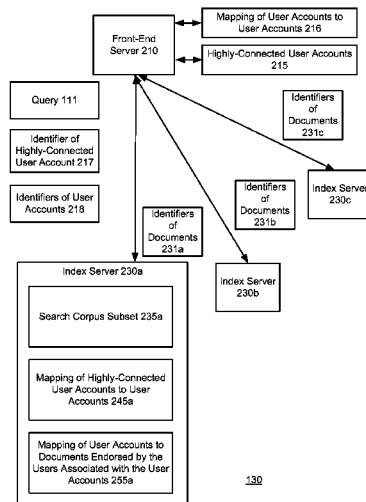 Front-End
Server 210
Mapping of User Accounts to
User Accounts 216
Highly-Connected User Accounts
215
Query 111
Identifier of
Highly-Connected
User Account 217
Identifiers of User
Accounts 218
Identifiers
of
Documents
231c
Identifiers
of
Documents
231b
Identifiers
of
Documents
231a
Index Server
230c
Index Server
230b
Index Server 230a
Search Corpus Subset 235a
Mapping of Highly-Connected
User Accounts to User
Accounts 245a
Mapping of User Accounts to
Documents Endorsed by the
Users Associated with the User
Accounts 255a
130